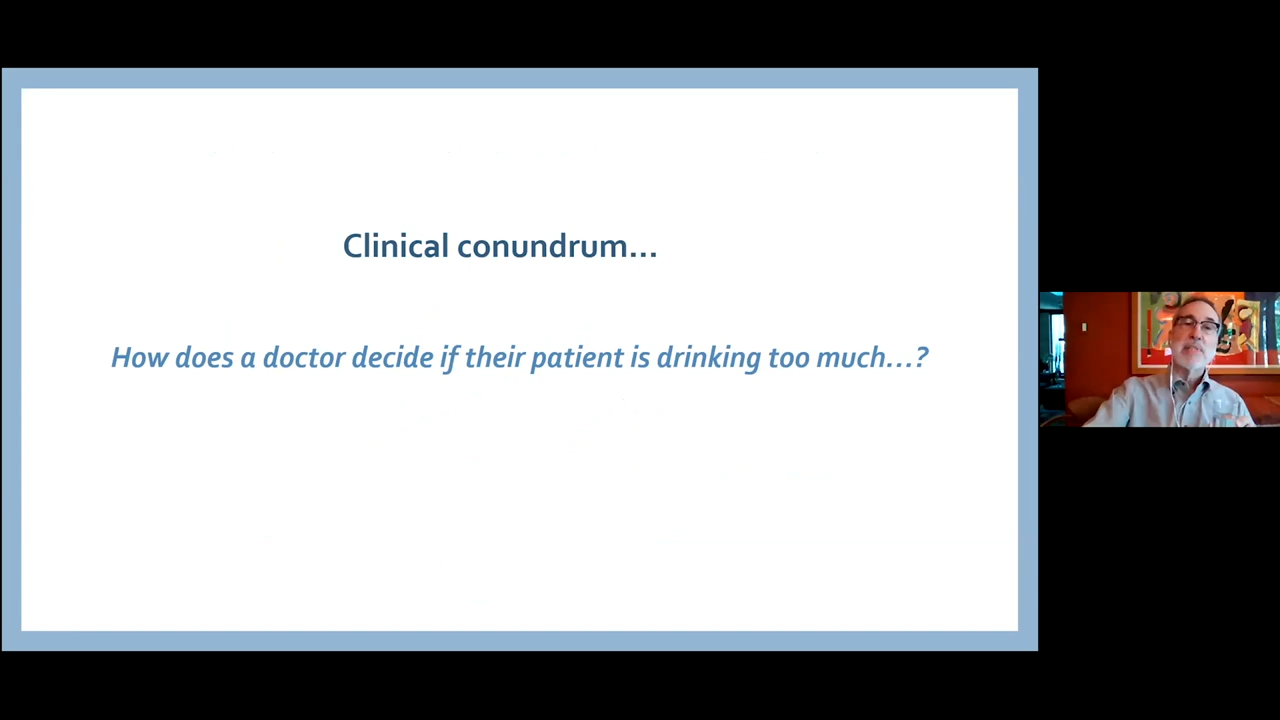 Clinical conundrum...
How does a doctor decide if their patient is drinking too much...?